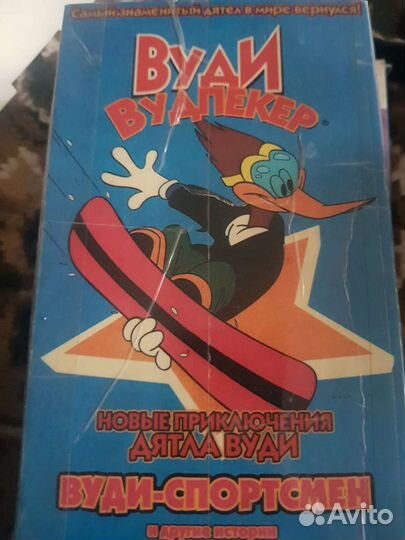 Самый знаменитый дятел в мире вернулся!
ВУДИ
ВУДПЕКЕР®
НОВЫЕ ПРИКЛЮЧЕНИЯ
ДЯТЛА ВУДИ
ВУДИ-СПОРТСМЕН
И другие истории
Avito